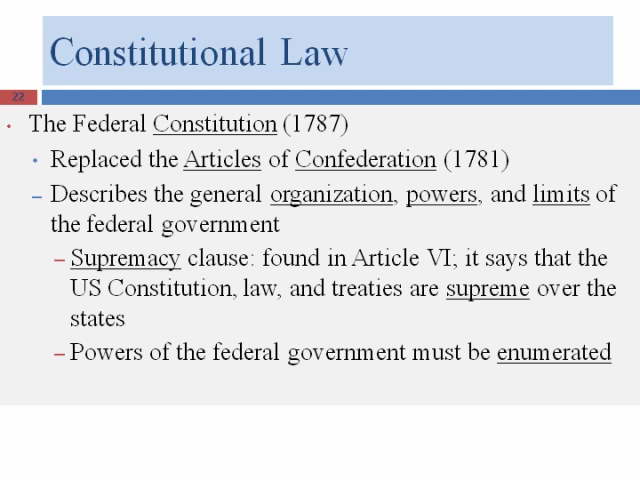 Constitutional Law
22
• The Federal Constitution (1787)
• Replaced the Articles of Confederation (1781)
– Describes the general organization, powers, and limits of
the federal government
– Supremacy clause: found in Article VI; it says that the
US Constitution, law, and treaties are supreme over the
states
– Powers of the federal government must be enumerated